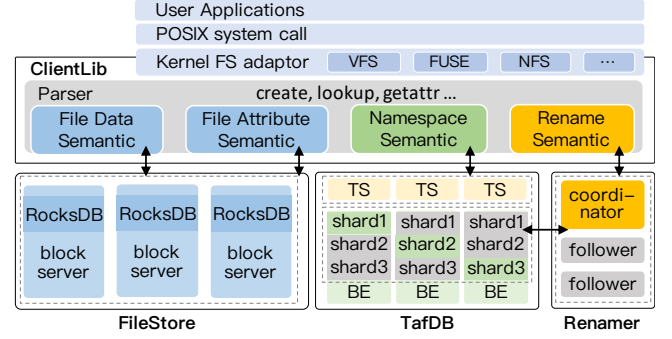 User Applications
POSIX system call
Kernel FS adaptor VFS FUSE NFS ...
ClientLib
Parser create, lookup, getattr ...
File Data Semantic
File Attribute Semantic
Namespace Semantic
Rename Semantic
RocksDB RocksDB RocksDB
block server block server block server
FileStore
TS TS TS
shard1 shard1 shard1
shard2 shard2 shard2
shard3 shard3 shard3
BE BE BE
TafDB
coordi-
nator
follower
follower
Renamer